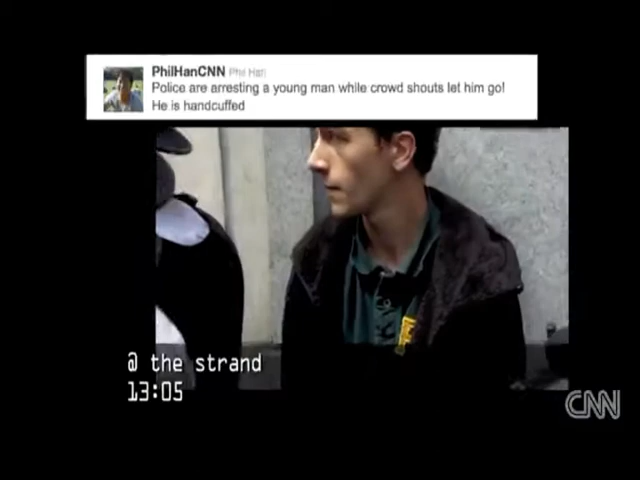 PhilHanCNN Phil Han
Police are arresting a young man while crowd shouts let him go!
He is handcuffed
@ the strand
13:05
CNN